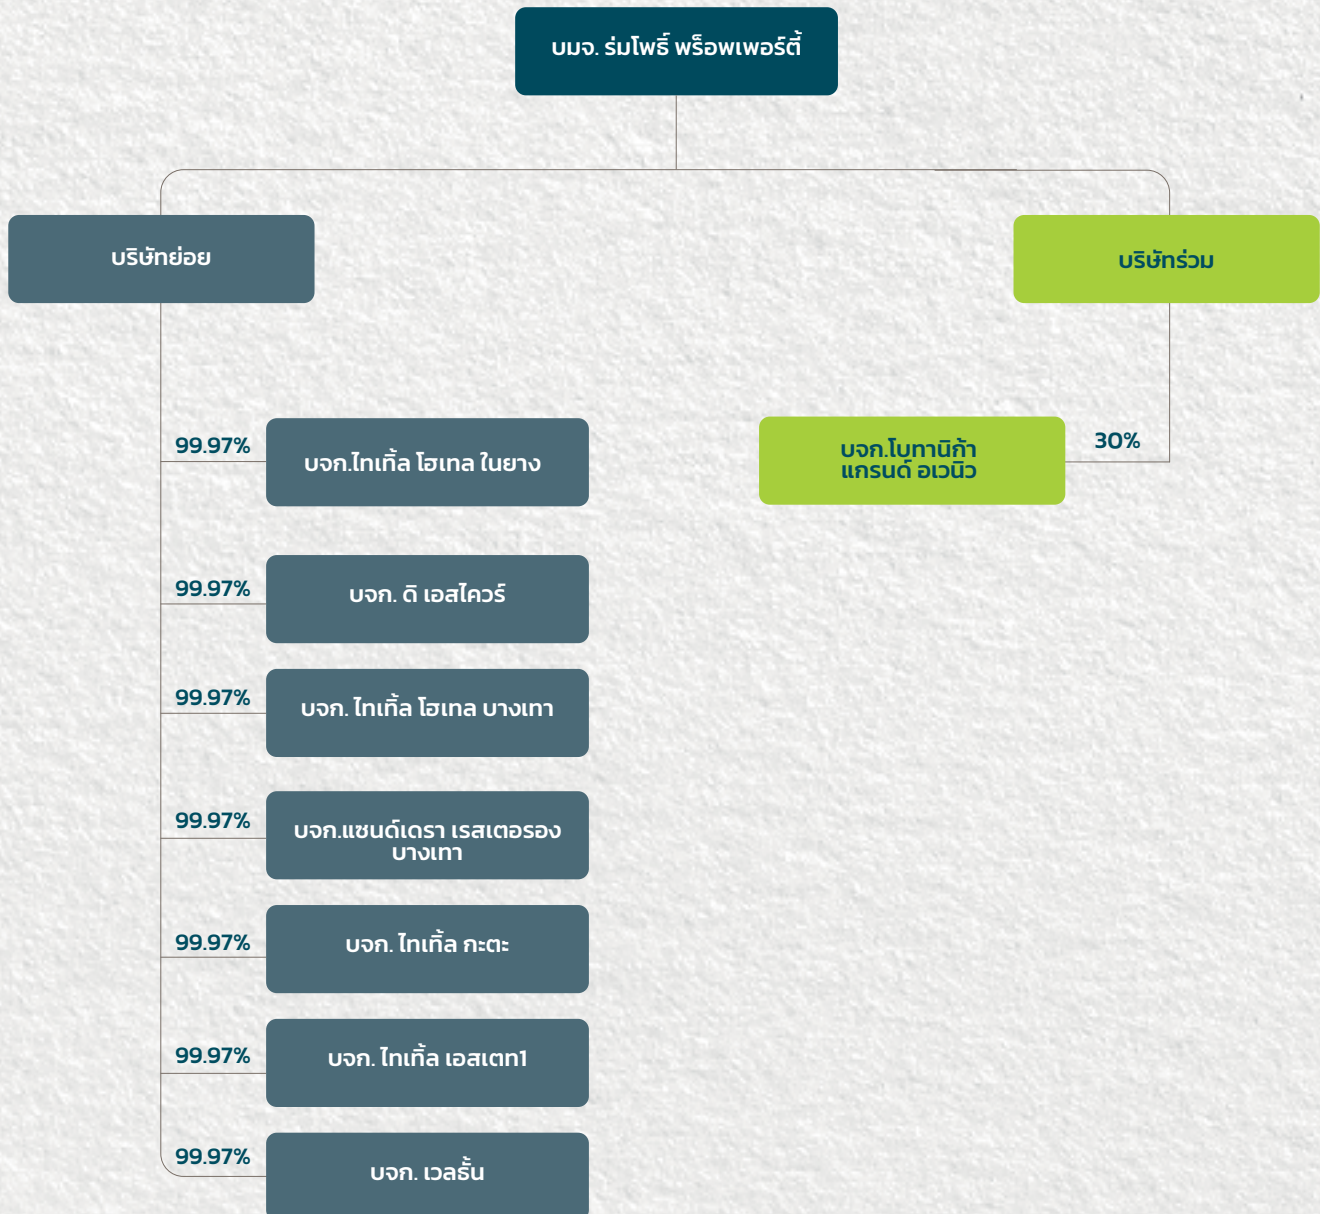 บมจ. ร่มโพธิ์ พร็อพเพอร์ตี้
บริษัทย่อย
บริษัทร่วม
99.97%
บจก.ไทเทิ้ล โฮเทล ในยาง
บจก.โบทานิก้า
แกรนด์ อเวนิว
30%
99.97%
บจก. ดิ เอสไควร์
99.97%
บจก. ไทเทิ้ล โฮเทล บางเทา
99.97%
บจก.แซนด์เดรา เรสเตอรอง
บางเทา
99.97%
บจก. ไทเทิ้ล กะตะ
99.97%
บจก. ไทเทิ้ล เอสเตท1
99.97%
บจก. เวลธั้น